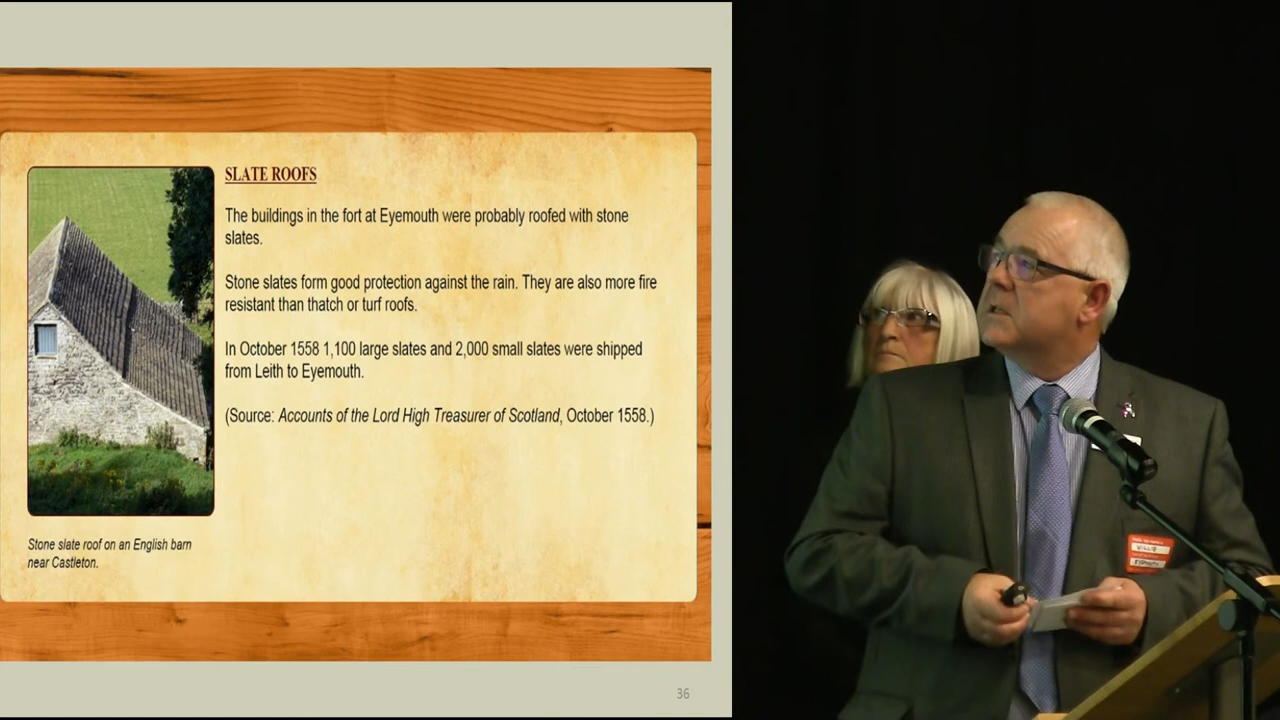 SLATE ROOFS
The buildings in the fort at Eyemouth were probably roofed with stone
slates.
Stone slates form good protection against the rain. They are also more fire
resistant than thatch or turf roofs.
In October 1558 1,100 large slates and 2,000 small slates were shipped
from Leith to Eyemouth.
(Source: Accounts of the Lord High Treasurer of Scotland, October 1558.)
Stone slate roof on an English barn
near Castleton.
36
WILLIE
EYEMOUTH